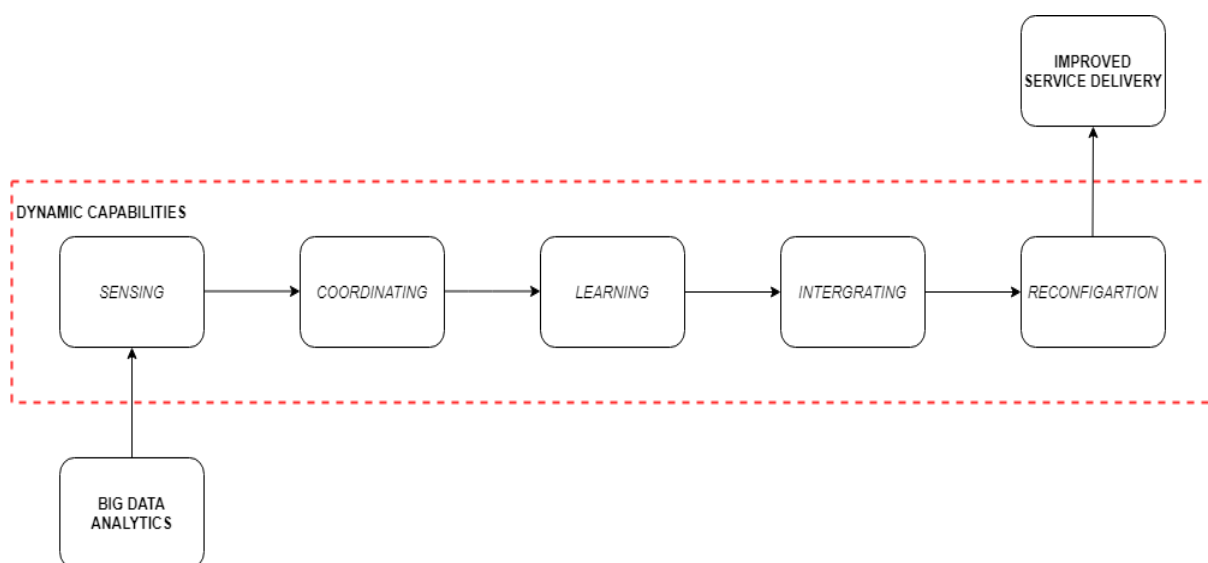 IMPROVED
SERVICE DELIVERY
DYNAMIC CAPABILITIES
SENSING
COORDINATING
LEARNING
INTERGRATING
RECONFIGARTION
BIG DATA
ANALYTICS